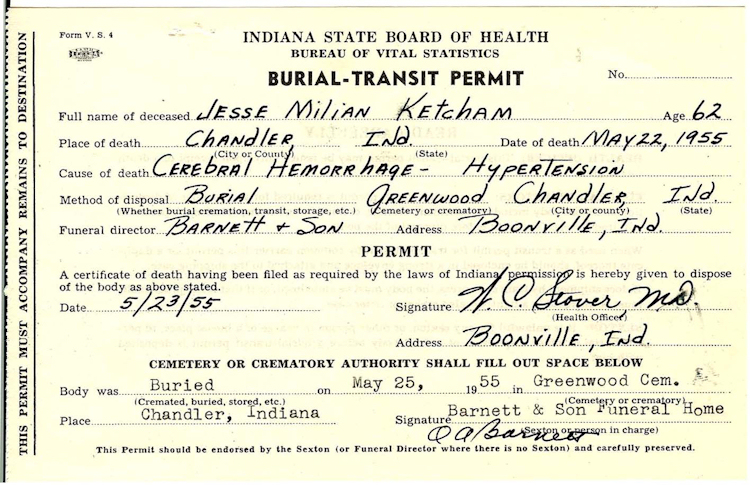 Form V. S. 4
INDIANA STATE BOARD OF HEALTH
BUREAU OF VITAL STATISTICS
BURIAL-TRANSIT PERMIT
No.
Full name of deceased JESSE MILIAN KETCHAM Age 62
Place of death CHANDLER, IND. Date of death MAY 22, 1955
(City or County) (State)
Cause of death CEREBRAL HEMORRHAGE - HYPERTENSION
Method of disposal BURIAL GREENWOOD CHANDLER, IND.
(Whether burial cremation, transit, storage, etc.) (Cemetery or crematory) (City or county) (State)
Funeral director BARNETT + SON Address BOONVILLE, IND.
PERMIT
A certificate of death having been filed as required by the laws of Indiana permission is hereby given to dispose
of the body as above stated.
Date 5/23/55 Signature W. P. Stover, M.D.
(Health Officer)
Address BOONVILLE, IND.
CEMETERY OR CREMATORY AUTHORITY SHALL FILL OUT SPACE BELOW
Body was Buried on May 25, 1955 in Greenwood Cem.
(Cremated, buried, stored, etc.) (Cemetery or crematory)
Place Chandler, Indiana Signature Barnett & Son Funeral Home
(Sexton or person in charge)
O A Barnett
This Permit should be endorsed by the Sexton (or Funeral Director where there is no Sexton) and carefully preserved.
THIS PERMIT MUST ACCOMPANY REMAINS TO DESTINATION